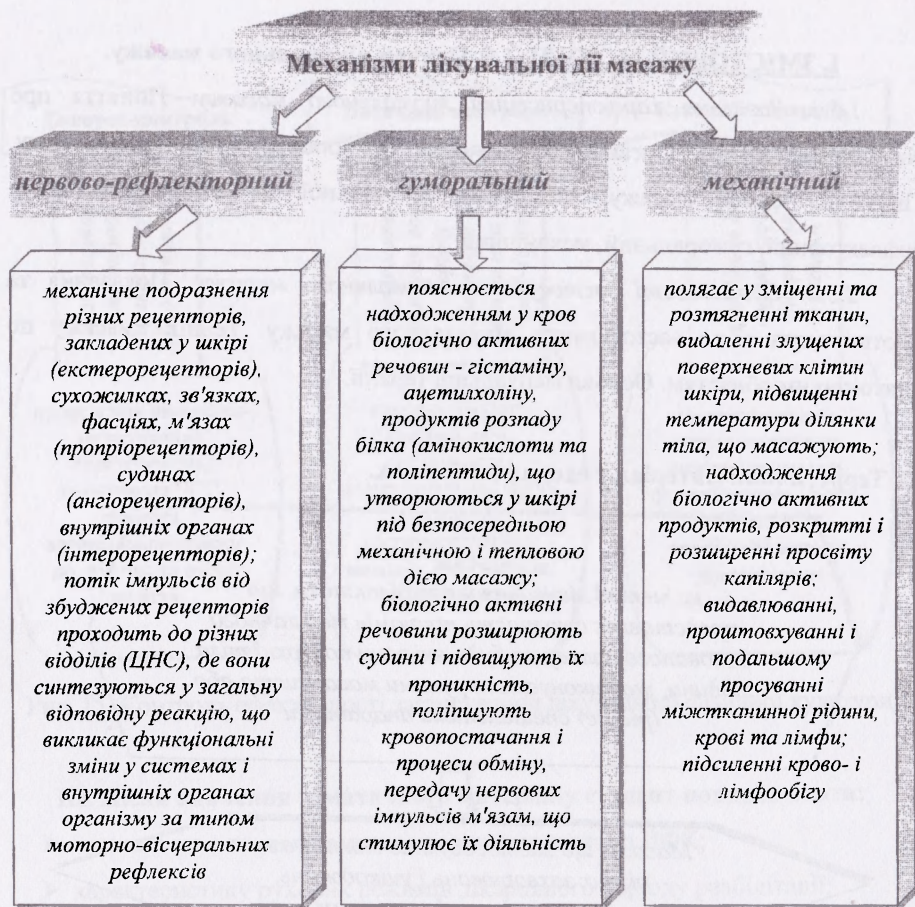 Механізми лікувальної дії масажу
нервово-рефлекторний
гуморальний
механічний
механічне подразнення
різних рецепторів,
закладених у шкірі
(екстерорецепторів),
сухожилках, зв'язках,
фасціях, м'язах
(пропріорецепторів),
судинах
(ангіорецепторів),
внутрішніх органах
(інтерорецепторів);
потік імпульсів від
збуджених рецепторів
проходить до різних
відділів (ЦНС), де вони
синтезуються у загальну
відповідну реакцію, що
викликає функціональні
зміни у системах і
внутрішніх органах
організму за типом
моторно-вісцеральних
рефлексів
пояснюється
надходженням у кров
біологічно активних
речовин - гістаміну,
ацетилхоліну,
продуктів розпаду
білка (амінокислоти та
поліпептиди), що
утворюються у шкірі
під безпосередньою
механічною і тепловою
дією масажу;
біологічно активні
речовини розширюють
судини і підвищують їх
проникність,
поліпшують
кровопостачання і
процеси обміну,
передачу нервових
імпульсів м'язам, що
стимулює їх діяльність
полягає у зміщенні та
розтягненні тканин,
видаленні злущених
поверхневих клітин
шкіри, підвищенні
температури ділянки
тіла, що масажують;
надходження
біологічно активних
продуктів, розкритті і
розширенні просвіту
капілярів;
видавлюванні,
проштовхуванні і
подальшому
просуванні
міжтканинної рідини,
крові та лімфи;
підсиленні крово- і
лімфообігу